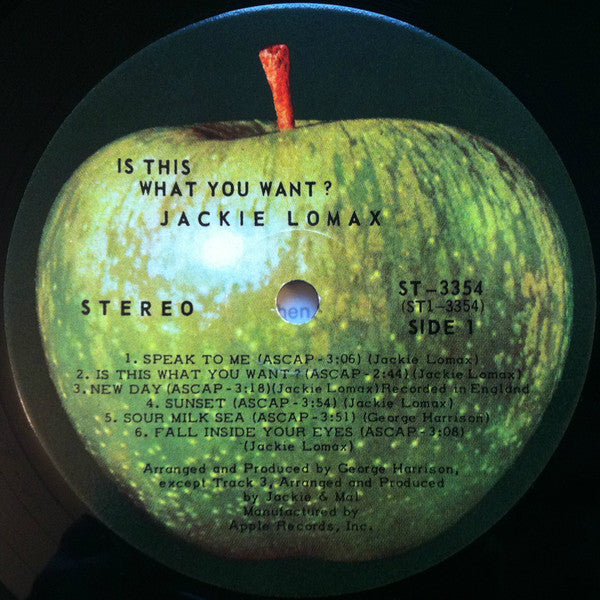 IS THIS
WHAT YOU WANT?
JACKIE LOMAX
STEREO
ST-3354
(ST1-3354)
SIDE 1
1. SPEAK TO ME (ASCAP-3:06) (Jackie Lomax)
2. IS THIS WHAT YOU WANT? (ASCAP-2:44) (Jackie Lomax)
3. NEW DAY (ASCAP-3:18) (Jackie Lomax) Recorded in England
4. SUNSET (ASCAP-3:54) (Jackie Lomax)
5. SOUR MILK SEA (ASCAP-3:51) (George Harrison)
6. FALL INSIDE YOUR EYES (ASCAP-3:08)
(Jackie Lomax)
Arranged and Produced by George Harrison,
except Track 3, Arranged and Produced
by Jackie & Mal
Manufactured by
Apple Records, Inc.